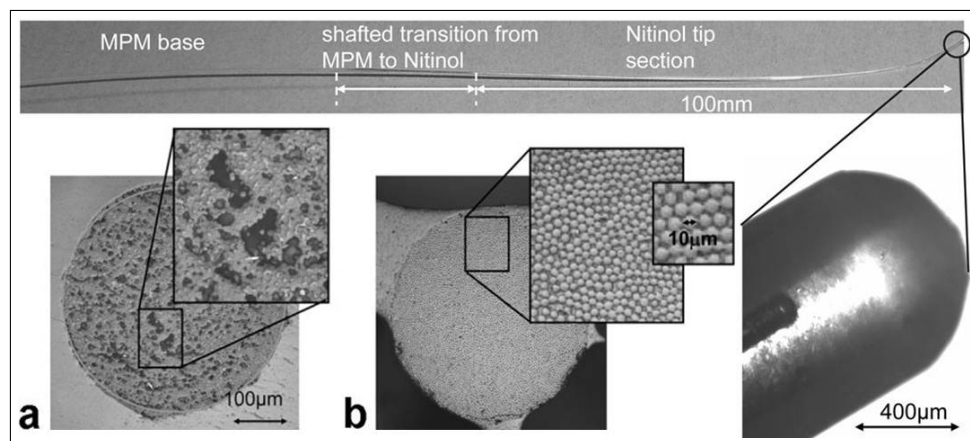 MPM base
shafted transition from
MPM to Nitinol
Nitinol tip
section
100mm
10μm
a
100μm
b
400μm